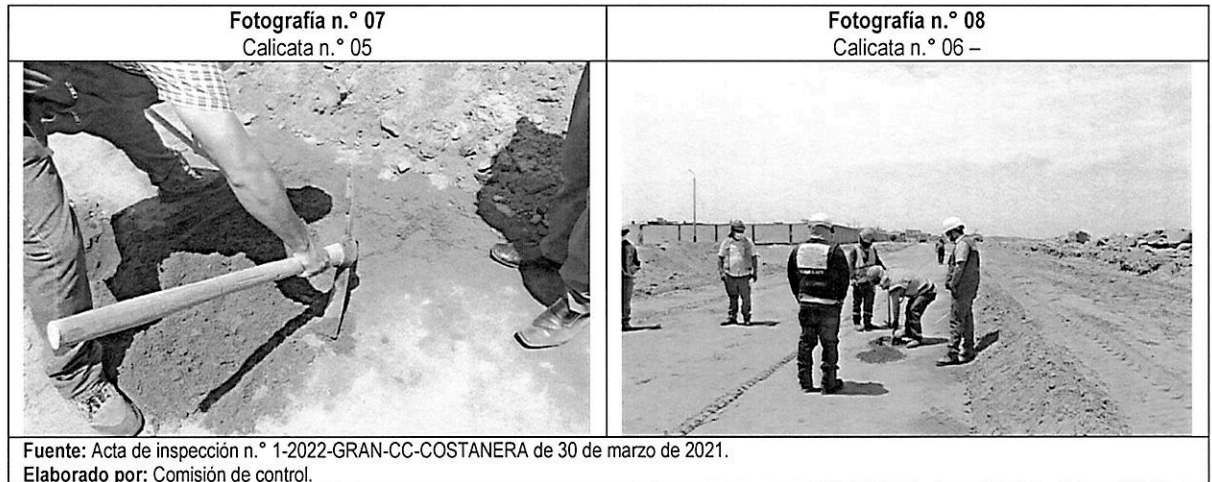 Fotografía n.° 07
Calicata n.° 05
Fotografía n.° 08
Calicata n.° 06 –
Fuente: Acta de inspección n.° 1-2022-GRAN-CC-COSTANERA de 30 de marzo de 2021.
Elaborado por: Comisión de control.